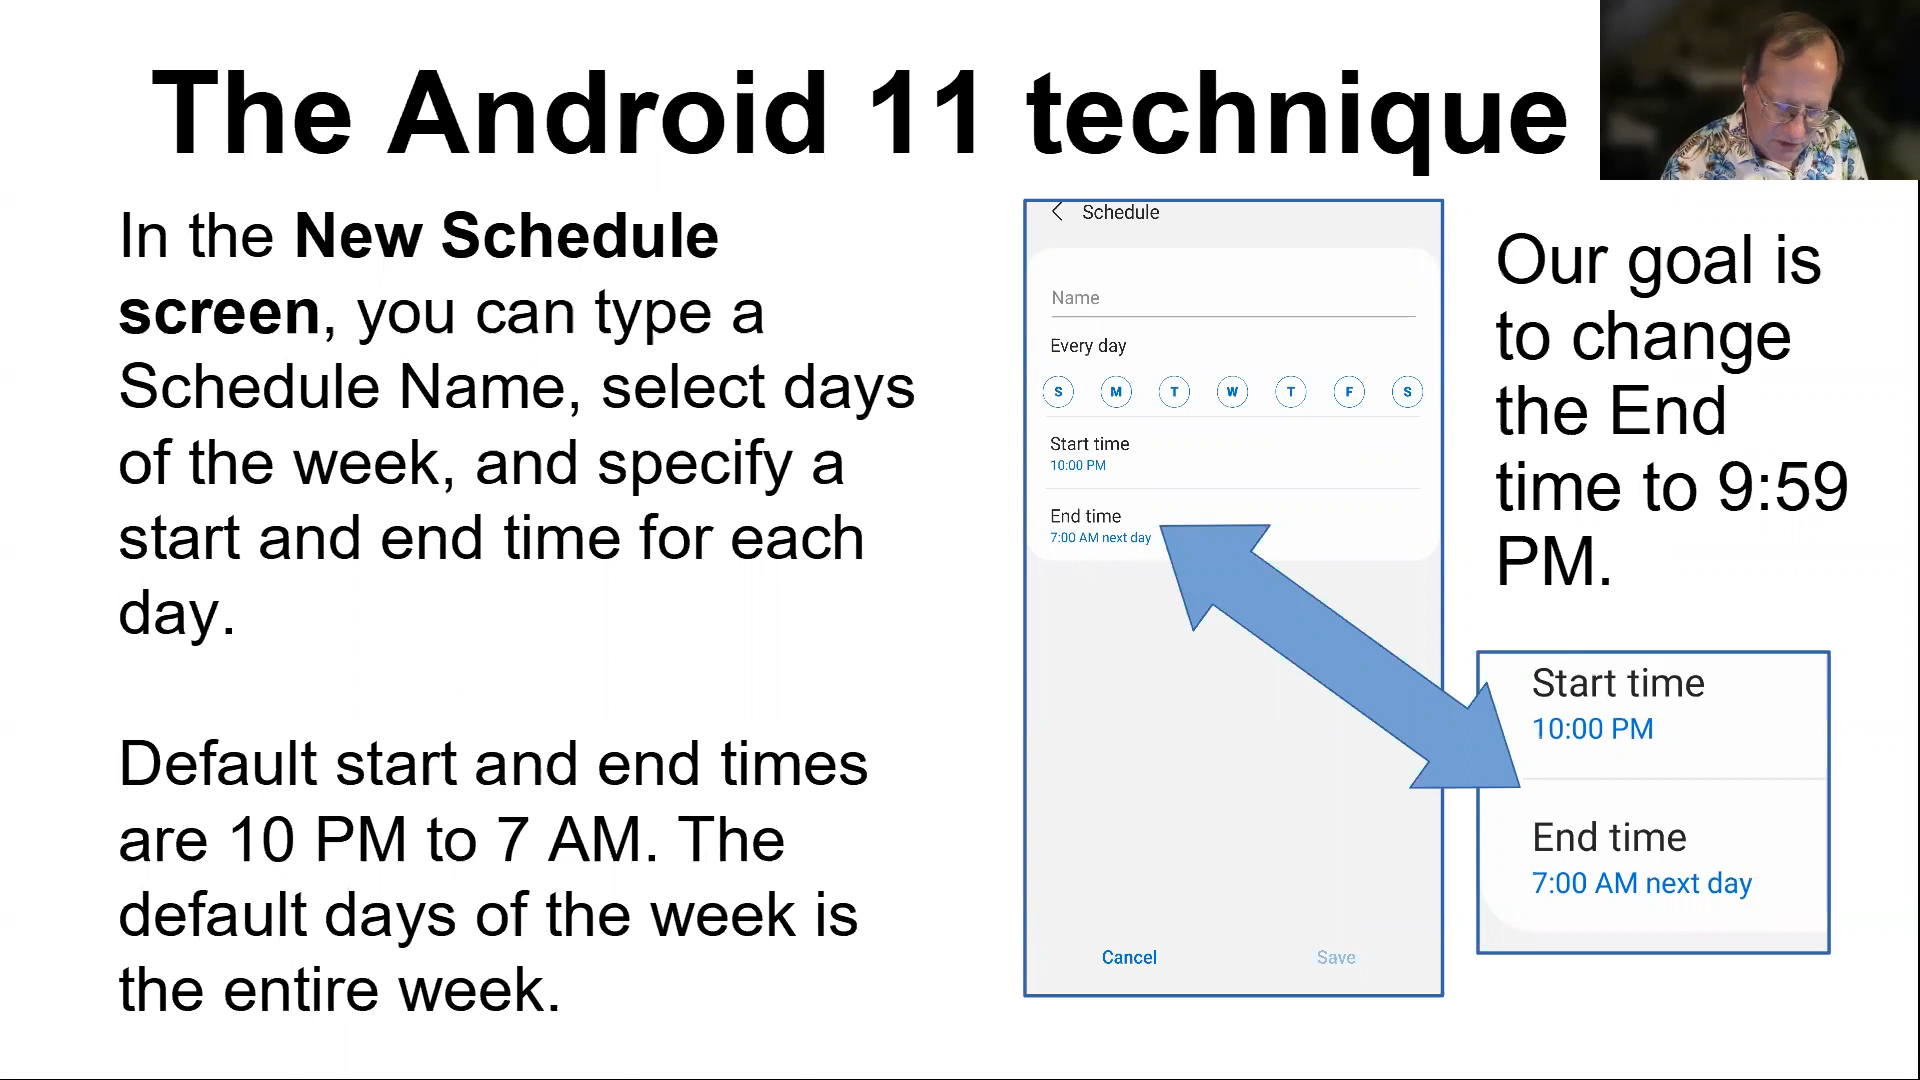 The Android 11 technique
In the New Schedule
screen, you can type a
Schedule Name, select days
of the week, and specify a
start and end time for each
day.
Default start and end times
are 10 PM to 7 AM. The
default days of the week is
the entire week.
Schedule
Name
Every day
S M T W T F S
Start time
10:00 PM
End time
7:00 AM next day
Cancel Save
Our goal is
to change
the End
time to 9:59
PM.
Start time
10:00 PM
End time
7:00 AM next day